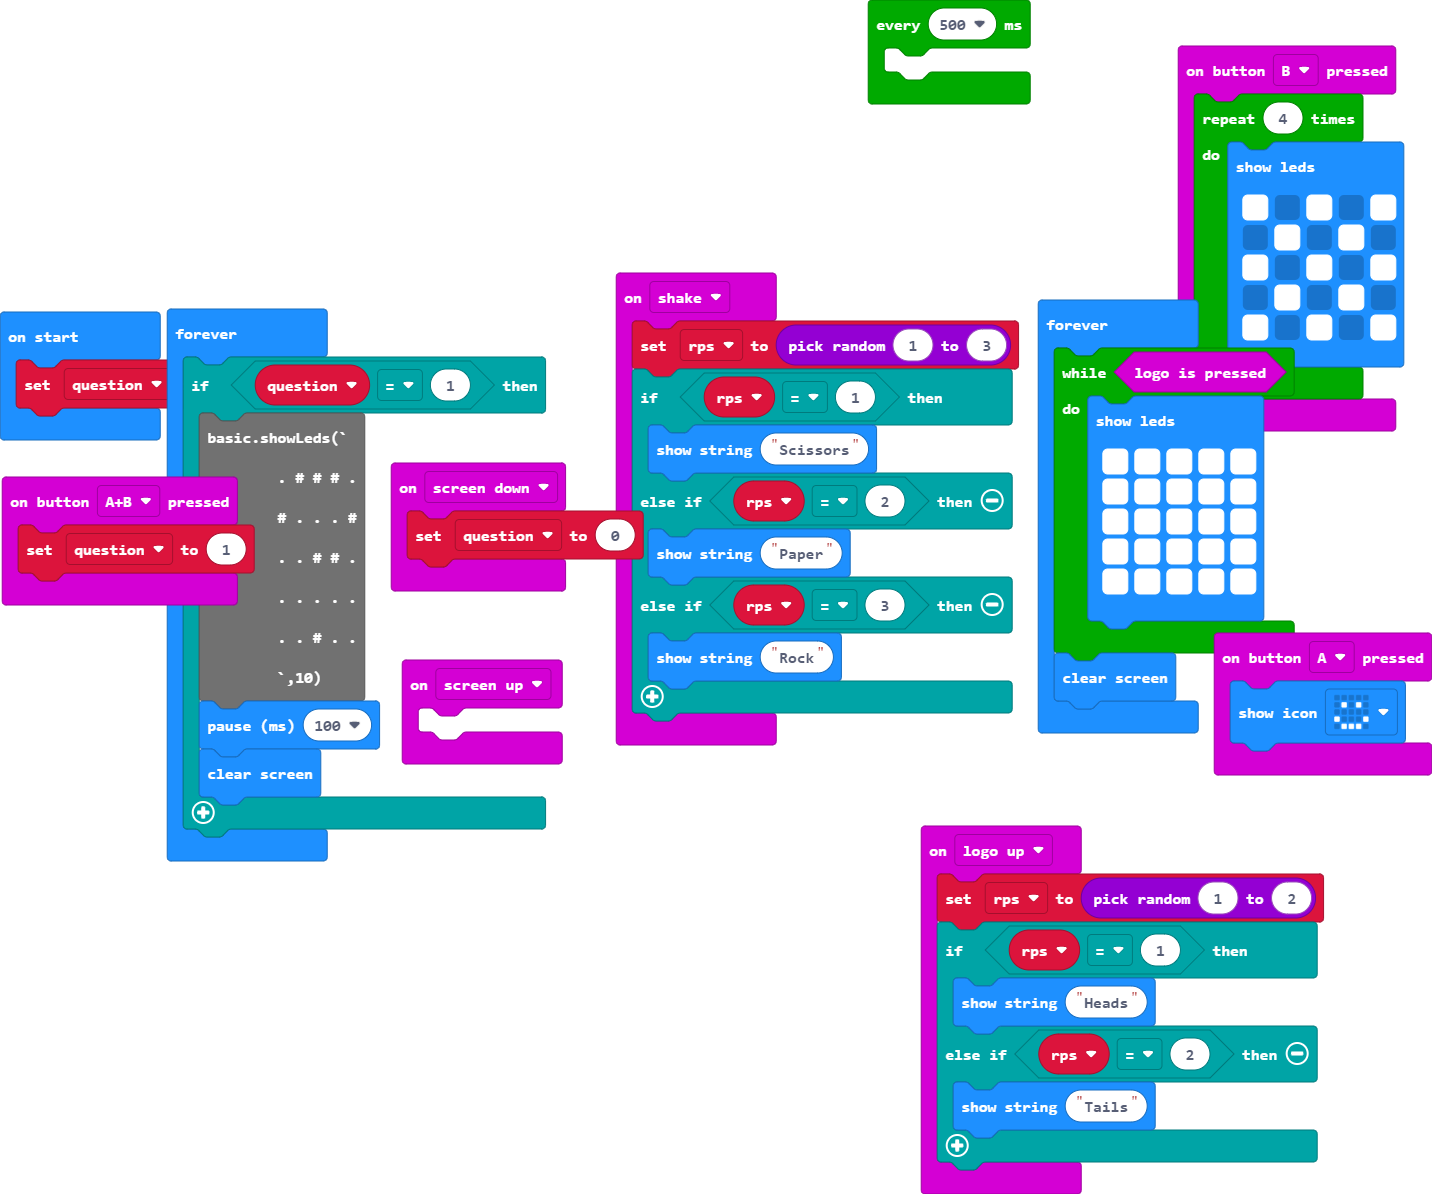 every 500 ms
on button B pressed
repeat 4 times
do
show leds
on start
set question
forever
if question = 1 then
basic.showLeds(`
. # # # .
# . . . #
. . # # .
. . . . .
. . # . .
`,10)
pause (ms) 100
clear screen
on button A+B pressed
set question to 1
on screen down
set question to 0
on screen up
on shake
set rps to pick random 1 to 3
if rps = 1 then
show string "Scissors"
else if rps = 2 then
show string "Paper"
else if rps = 3 then
show string "Rock"
forever
while logo is pressed
do
show leds
clear screen
on button A pressed
show icon
on logo up
set rps to pick random 1 to 2
if rps = 1 then
show string "Heads"
else if rps = 2 then
show string "Tails"